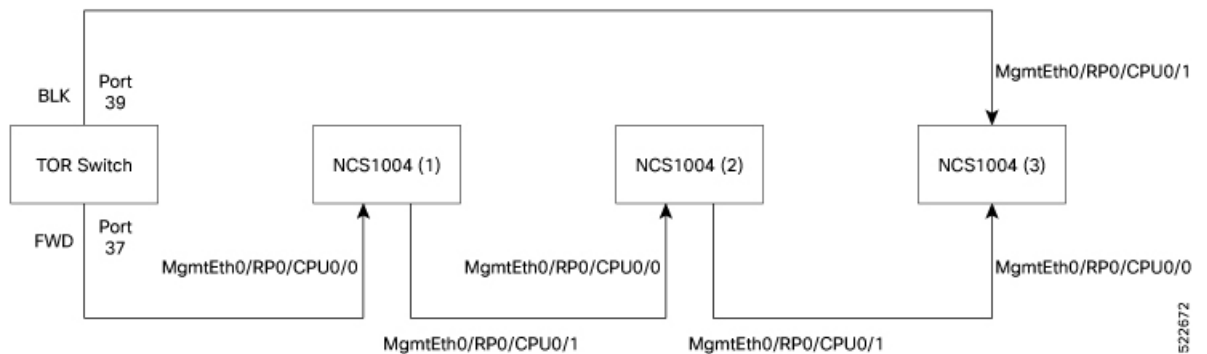 MgmtEth0/RP0/CPU0/1
BLK
Port
39
TOR Switch
NCS1004 (1)
NCS1004 (2)
NCS1004 (3)
FWD
Port
37
MgmtEth0/RP0/CPU0/0
MgmtEth0/RP0/CPU0/0
MgmtEth0/RP0/CPU0/0
MgmtEth0/RP0/CPU0/1
MgmtEth0/RP0/CPU0/1
522672